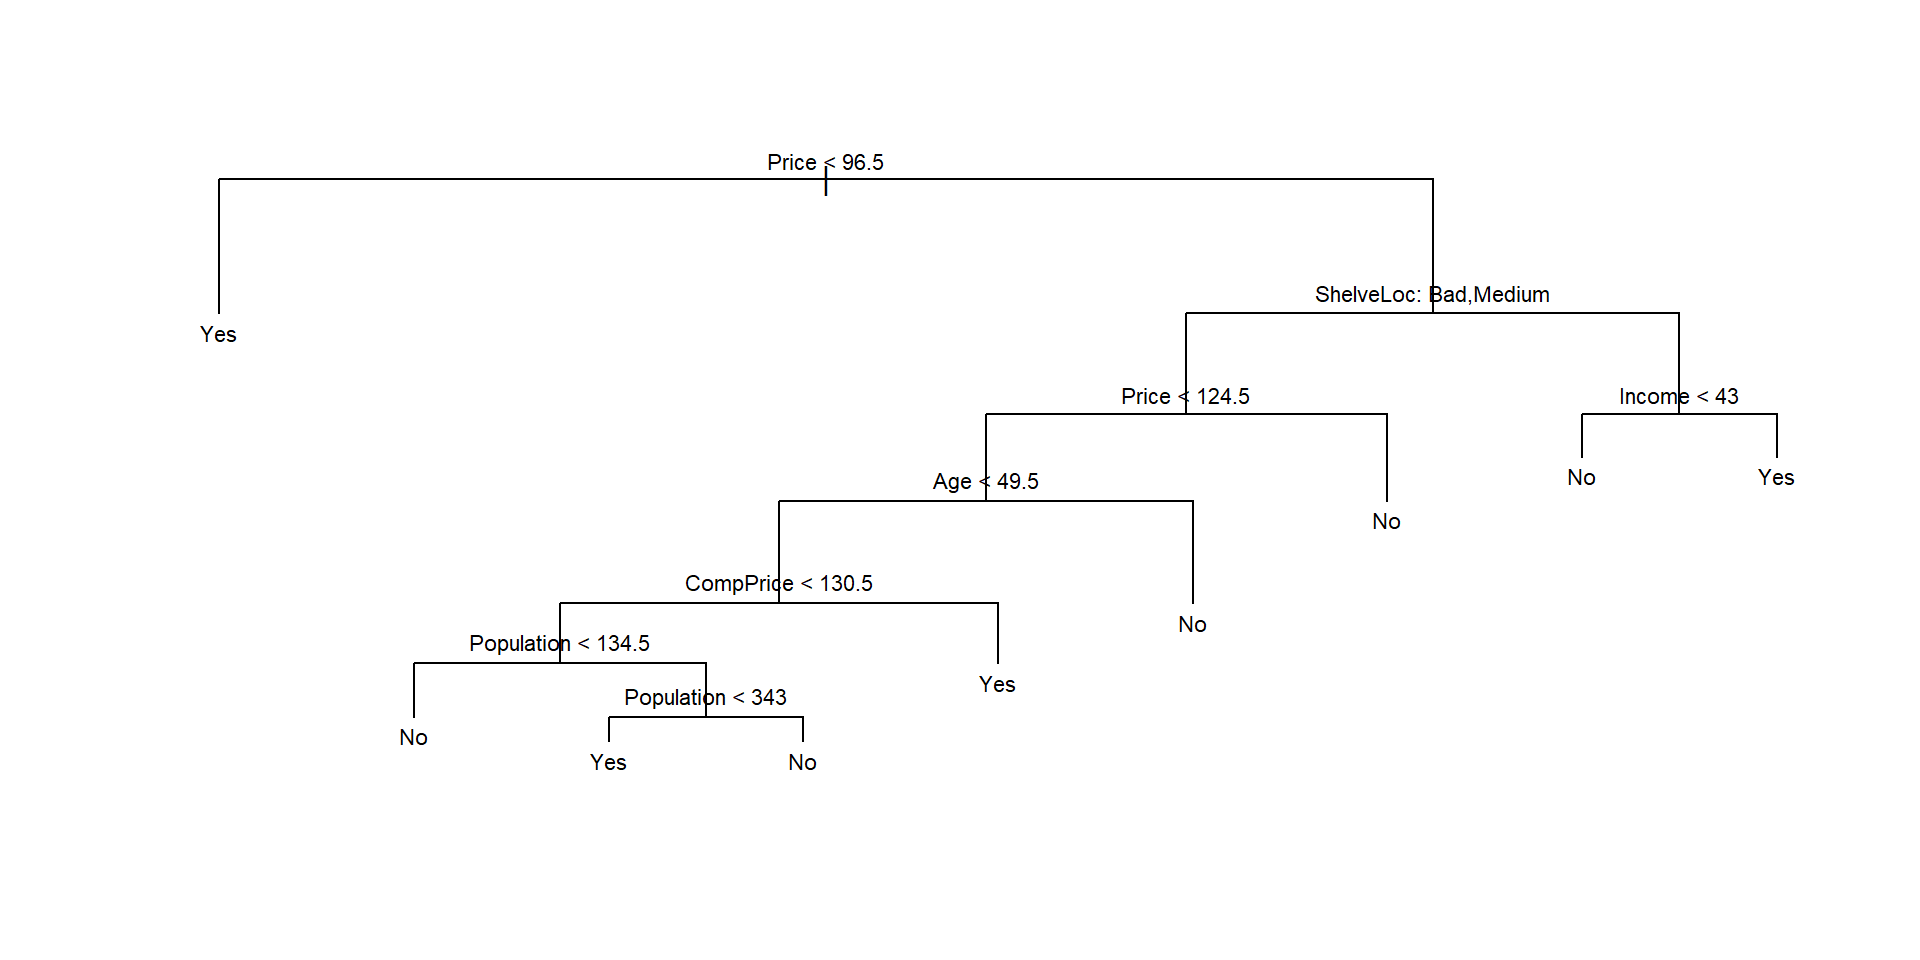 Price < 96.5
ShelveLoc: Bad,Medium
Yes
Price < 124.5
Income < 43
No
Yes
Age < 49.5
No
CompPrice < 130.5
No
Population < 134.5
Yes
Population < 343
No
Yes
No